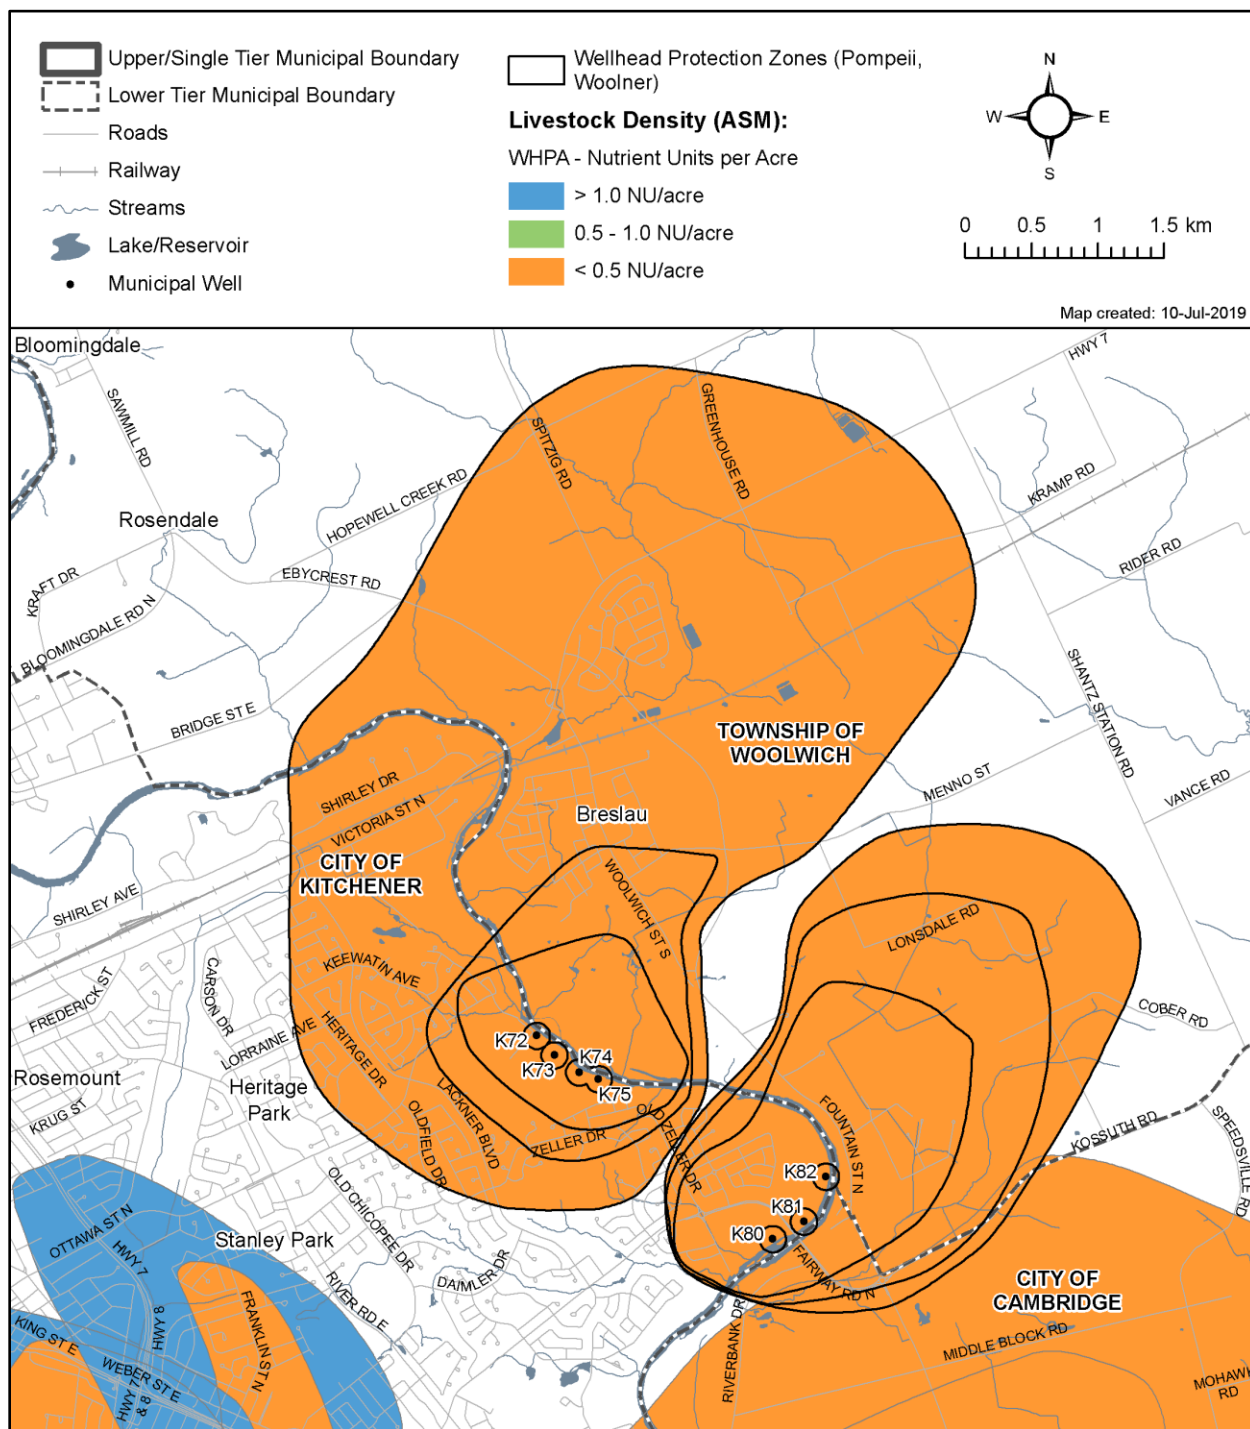 Upper/Single Tier Municipal Boundary
Lower Tier Municipal Boundary
Roads
Railway
Streams
Lake/Reservoir
Municipal Well
Wellhead Protection Zones (Pompeii,
Woolner)
Livestock Density (ASM):
WHPA - Nutrient Units per Acre
> 1.0 NU/acre
0.5 - 1.0 NU/acre
< 0.5 NU/acre
N
W E
S
0 0.5 1 1.5 km
Map created: 10-Jul-2019
Bloomingdale
HWY 7
SAWMILL RD
SPITZIG RD
GREENHOUSE RD
HOPEWELL CREEK RD
KRAMP RD
Rosendale
RIDER RD
EBYCREST RD
KRAFT DR
BLOOMINGDALE RD N
SHANTZ STATION RD
BRIDGE ST E
TOWNSHIP OF
WOOLWICH
MENNO ST
VANCE RD
SHIRLEY DR
VICTORIA ST N
Breslau
CITY OF
KITCHENER
WOOLWICH ST S
SHIRLEY AVE
LONSDALE RD
KEEWATIN AVE
FREDERICK ST
CARSON DR
COBER RD
LORRAINE AVE
HERITAGE DR
K72
K73
K74
K75
Rosemount
Heritage
Park
KRUG ST
LACKNER BLVD
OLDFIELD DR
ZELLER DR
OLD ZELLER DR
FOUNTAIN ST N
KOSSUTH RD
SPEEDSVILLE RD
K82
K81
K80
OTTAWA ST N
HWY 7
Stanley Park
OLD CHICOPEE DR
DAIMLER DR
RIVER RD E
FAIRWAY RD N
CITY OF
CAMBRIDGE
RIVERBANK DR
MIDDLE BLOCK RD
MOHAWK
RD
HWY 8
FRANKLIN ST N
KING ST E
WEBER ST E
HWY 7
& 8